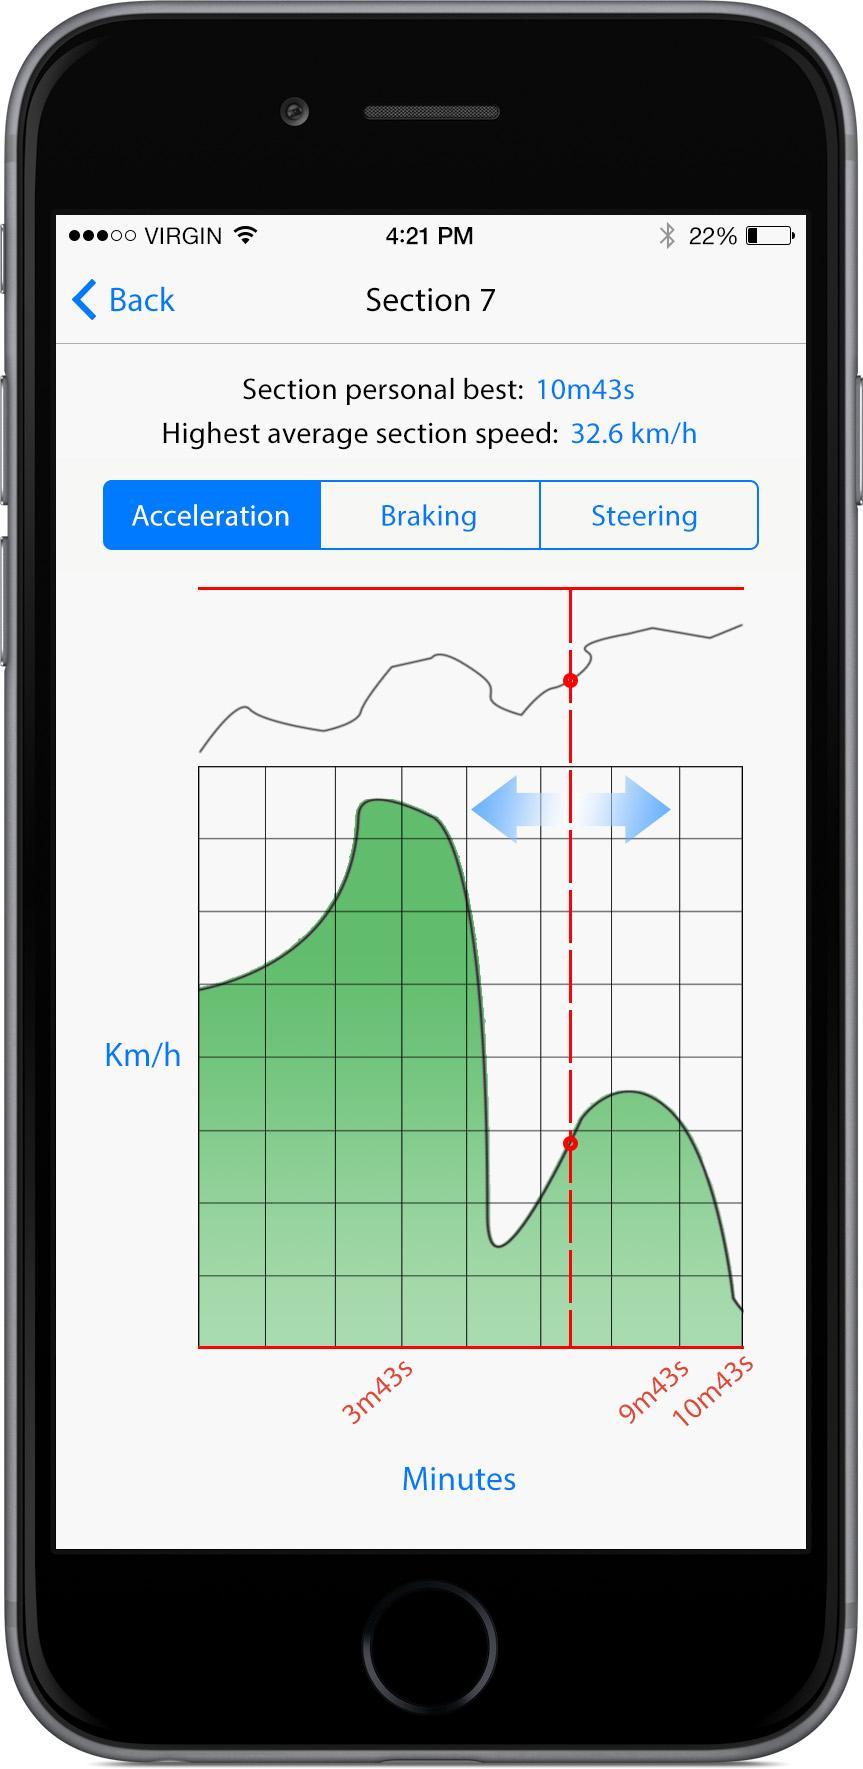 VIRGIN 4:21 PM 22%
Back Section 7
Section personal best: 10m43s
Highest average section speed: 32.6 km/h
Acceleration Braking Steering
Km/h
3m43s 9m43s 10m43s
Minutes